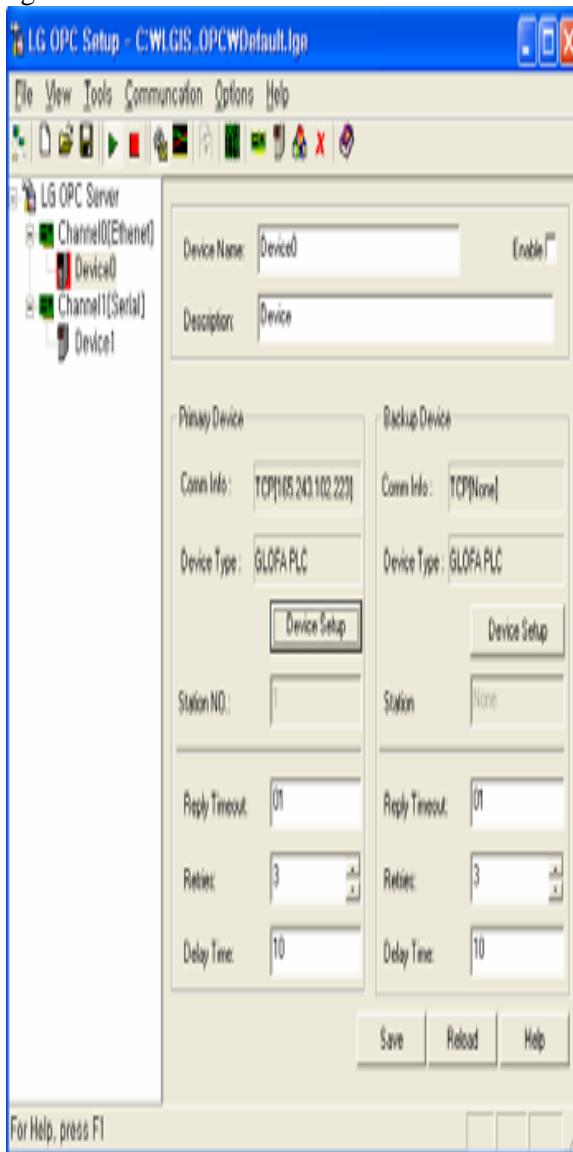 LG OPC Setup - C:₩LGIS_OPC₩Default.lge
File View Tools Communcation Options Help
LG OPC Server
Channel0[Ethenet]
Device0
Channel1[Serial]
Device1
Device Name: Device0 Enable
Description: Device
Primary Device
Comm Info : TCP[165.243.102.223]
Device Type : GLOFA PLC
Device Setup
Station NO.: 1
Reply Timeout: 01
Retries: 3
Delay Time: 10
Backup Device
Comm Info : TCP[None]
Device Type : GLOFA PLC
Device Setup
Station None
Reply Timeout: 01
Retries: 3
Delay Time: 10
Save Reload Help
For Help, press F1